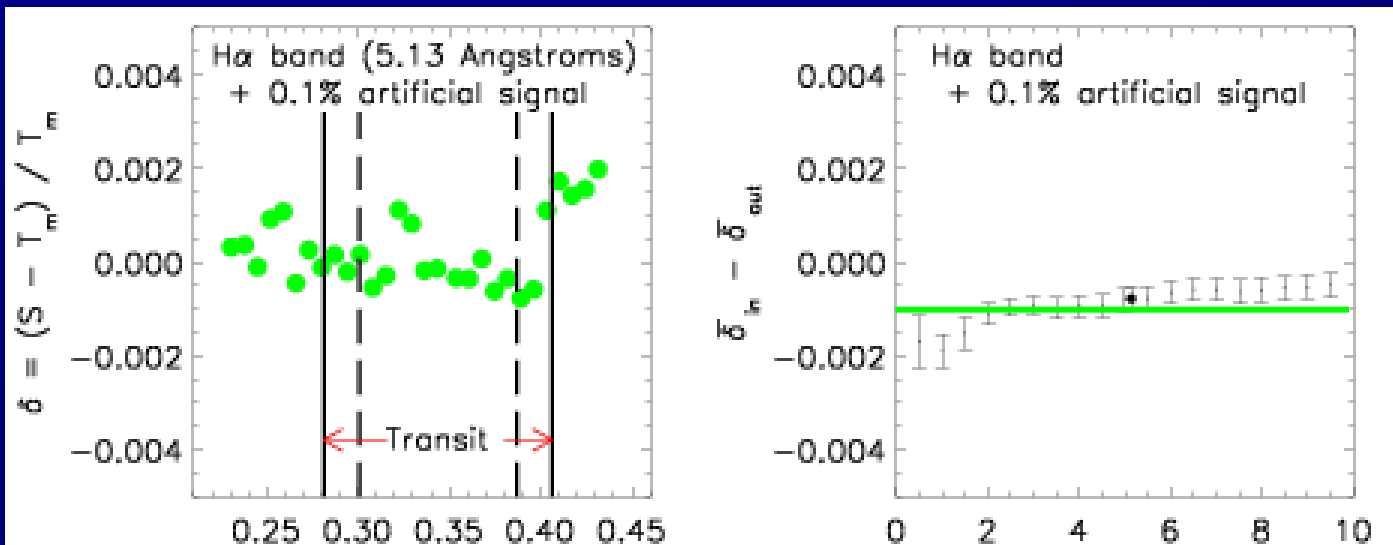 Hα band (5.13 Angstroms)
+ 0.1% artificial signal
0.004
0.002
0.000
−0.002
−0.004
δ = (S − T_m) / T_m
Transit
0.25 0.30 0.35 0.40 0.45
Hα band
+ 0.1% artificial signal
0.004
0.002
0.000
−0.002
−0.004
δ̅_in − δ̅_out
0 2 4 6 8 10